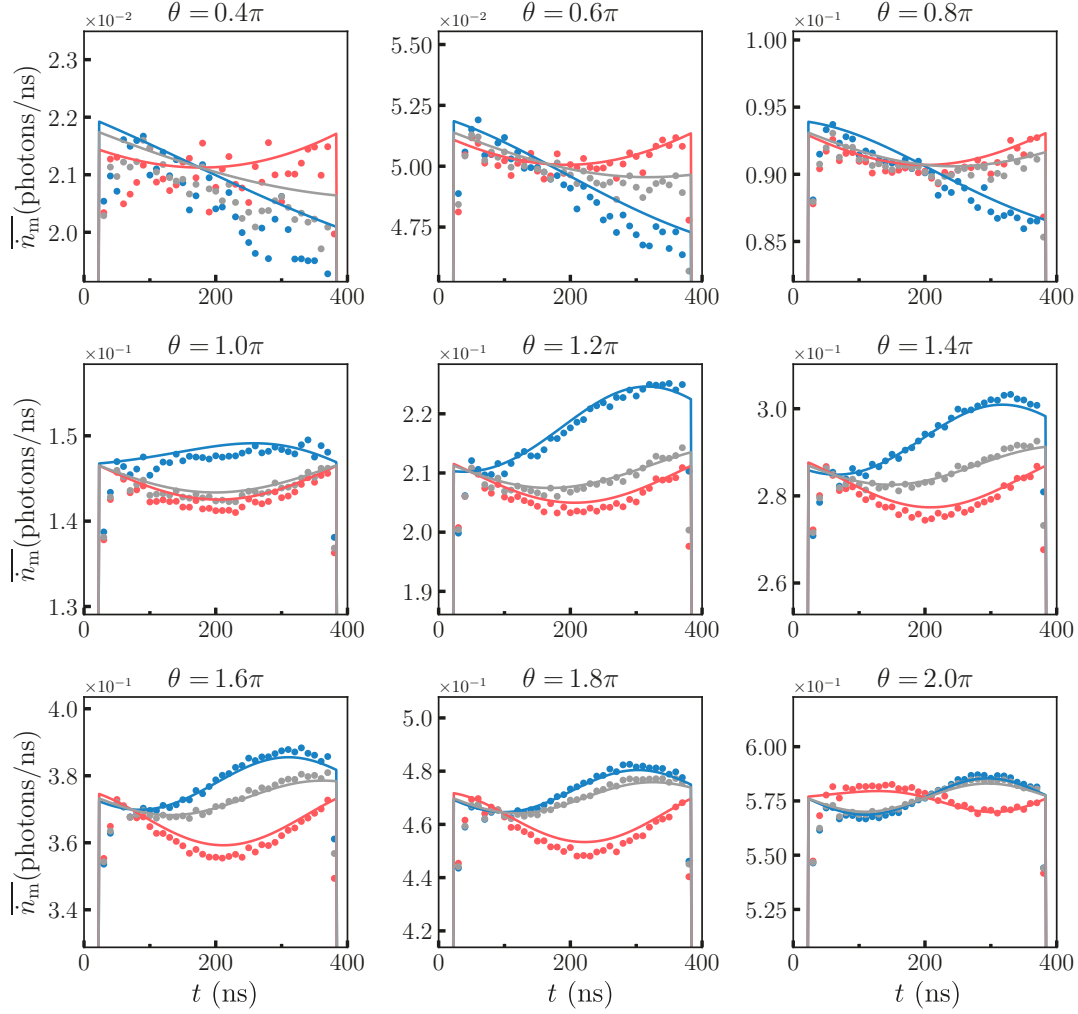 θ = 0.4π
θ = 0.6π
θ = 0.8π
×10⁻²
×10⁻²
×10⁻¹
2.3
2.2
2.1
2.0
5.50
5.25
5.00
4.75
1.00
0.95
0.90
0.85
n̅̇ₘ(photons/ns)
0 200 400
0 200 400
0 200 400
θ = 1.0π
θ = 1.2π
θ = 1.4π
×10⁻¹
×10⁻¹
×10⁻¹
1.5
1.4
1.3
2.2
2.1
2.0
1.9
3.0
2.8
2.6
n̅̇ₘ(photons/ns)
0 200 400
0 200 400
0 200 400
θ = 1.6π
θ = 1.8π
θ = 2.0π
×10⁻¹
×10⁻¹
×10⁻¹
4.0
3.8
3.6
3.4
5.0
4.8
4.6
4.4
4.2
6.00
5.75
5.50
5.25
n̅̇ₘ(photons/ns)
0 200 400
0 200 400
0 200 400
t (ns)
t (ns)
t (ns)